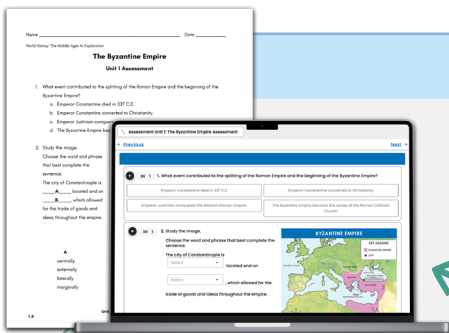 Name Date
World History: The Middle Ages to Exploration
The Byzantine Empire
Unit 1 Assessment
1. What event contributed to the splitting of the Roman Empire and the beginning of the
Byzantine Empire?
a. Emperor Constantine died in 337 C.E.
b. Emperor Constantine converted to Christianity.
c. Emperor Justinian conquered
d. The Byzantine Empire
2. Study the image.
Choose the word and phrase
that best complete the
sentence.
The city of Constantinople is
A located and on
B, which allowed
for the trade of goods and
ideas throughout the empire.
A
centrally
externally
laterally
marginally
1.8
Assessment Unit 1: The Byzantine Empire Assessment
Previous
Next
1. What event contributed to the splitting of the Roman Empire and the beginning of the Byzantine Empire?
Emperor Constantine died in 337 C.E.
Emperor Constantine converted to Christianity.
Emperor Justinian conquered the Western Roman Empire.
The Byzantine Empire became the center of the Roman Catholic
Church.
2. Study the image.
Choose the word and phrase that best complete the
sentence.
The city of Constantinople is
Select
located and on
Select
, which allowed for the
trade of goods and ideas throughout the empire.
BYZANTINE EMPIRE
KEY/LEGEND
BYZANTINE EMPIRE
CITY